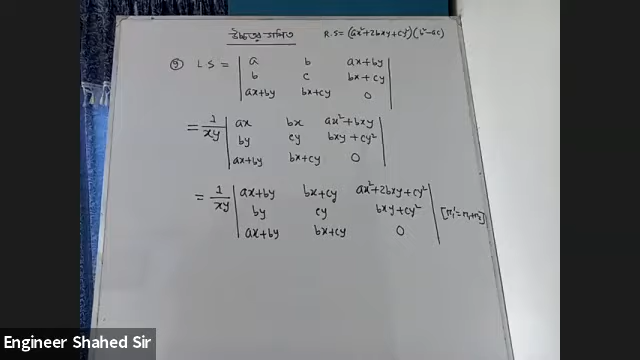 উচ্চতর গণিত R.S = (ax²+2bxy+cy²)(b²-ac)
৩) L.S = | a b ax+by |
| b c bx+cy |
| ax+by bx+cy 0 |
= 1/xy | ax bx ax²+bxy |
| by cy bxy+cy² |
| ax+by bx+cy 0 |
= 1/xy | ax+by bx+cy ax²+2bxy+cy² |
| by cy bxy+cy² | [r₁'=r₁+r₂]
| ax+by bx+cy 0 |
Engineer Shahed Sir